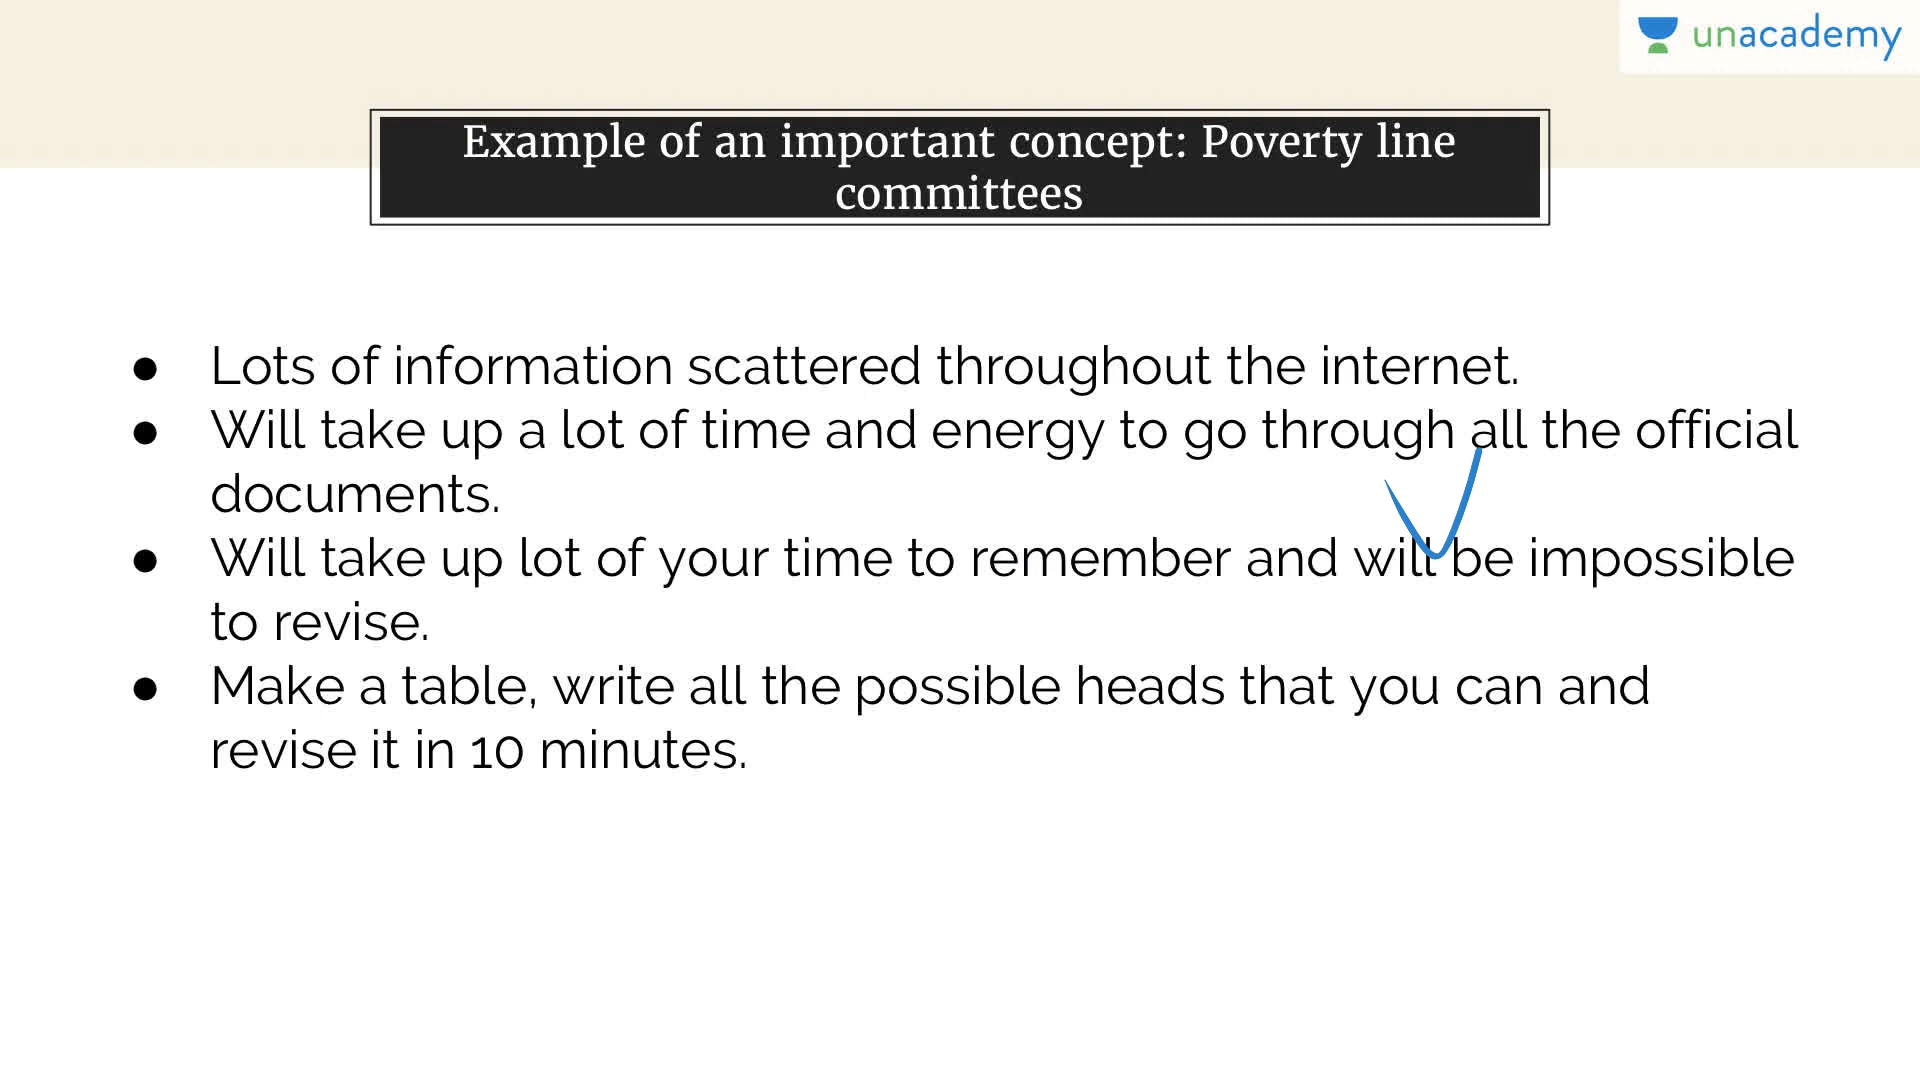 unacademy
Example of an important concept: Poverty line
committees
● Lots of information scattered throughout the internet.
● Will take up a lot of time and energy to go through all the official
documents.
● Will take up lot of your time to remember and will be impossible
to revise.
● Make a table, write all the possible heads that you can and
revise it in 10 minutes.